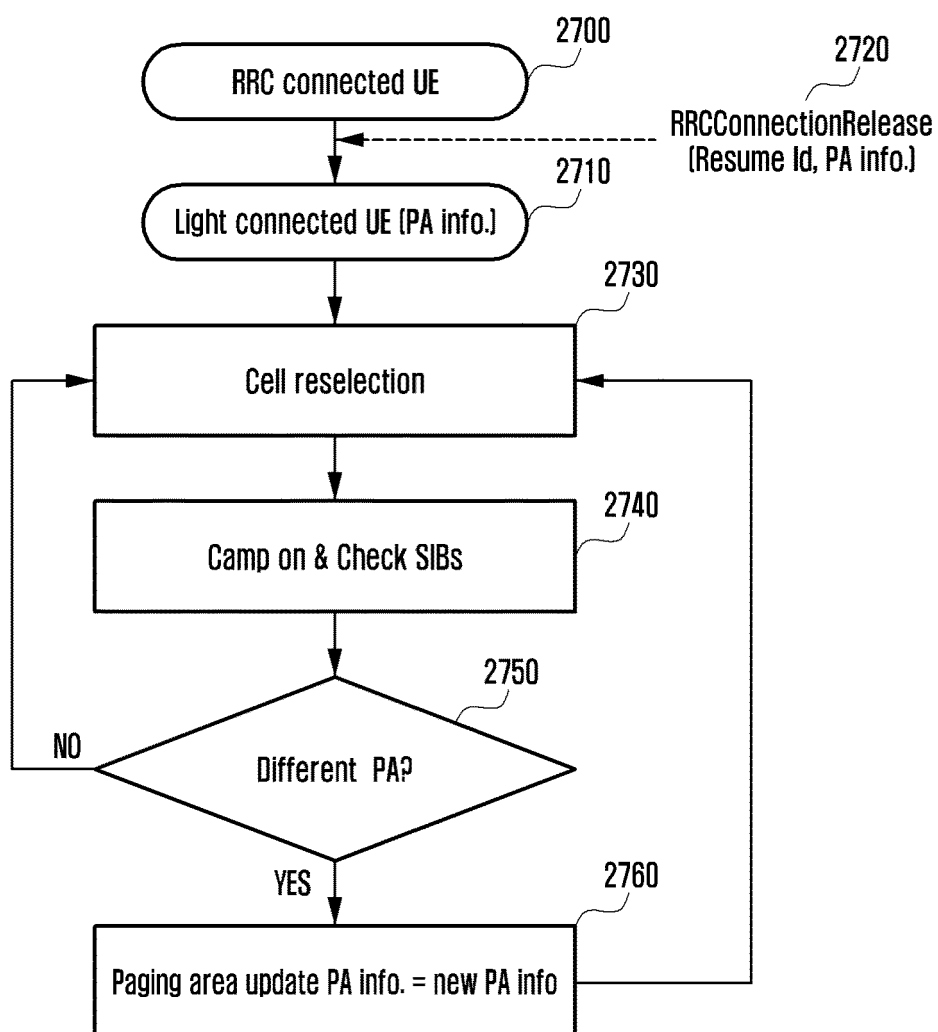 2700
RRC connected UE
2720
RRCConnectionRelease
(Resume Id, PA info.)
2710
Light connected UE (PA info.)
2730
Cell reselection
2740
Camp on & Check SIBs
2750
Different PA?
NO
YES
2760
Paging area update PA info. = new PA info